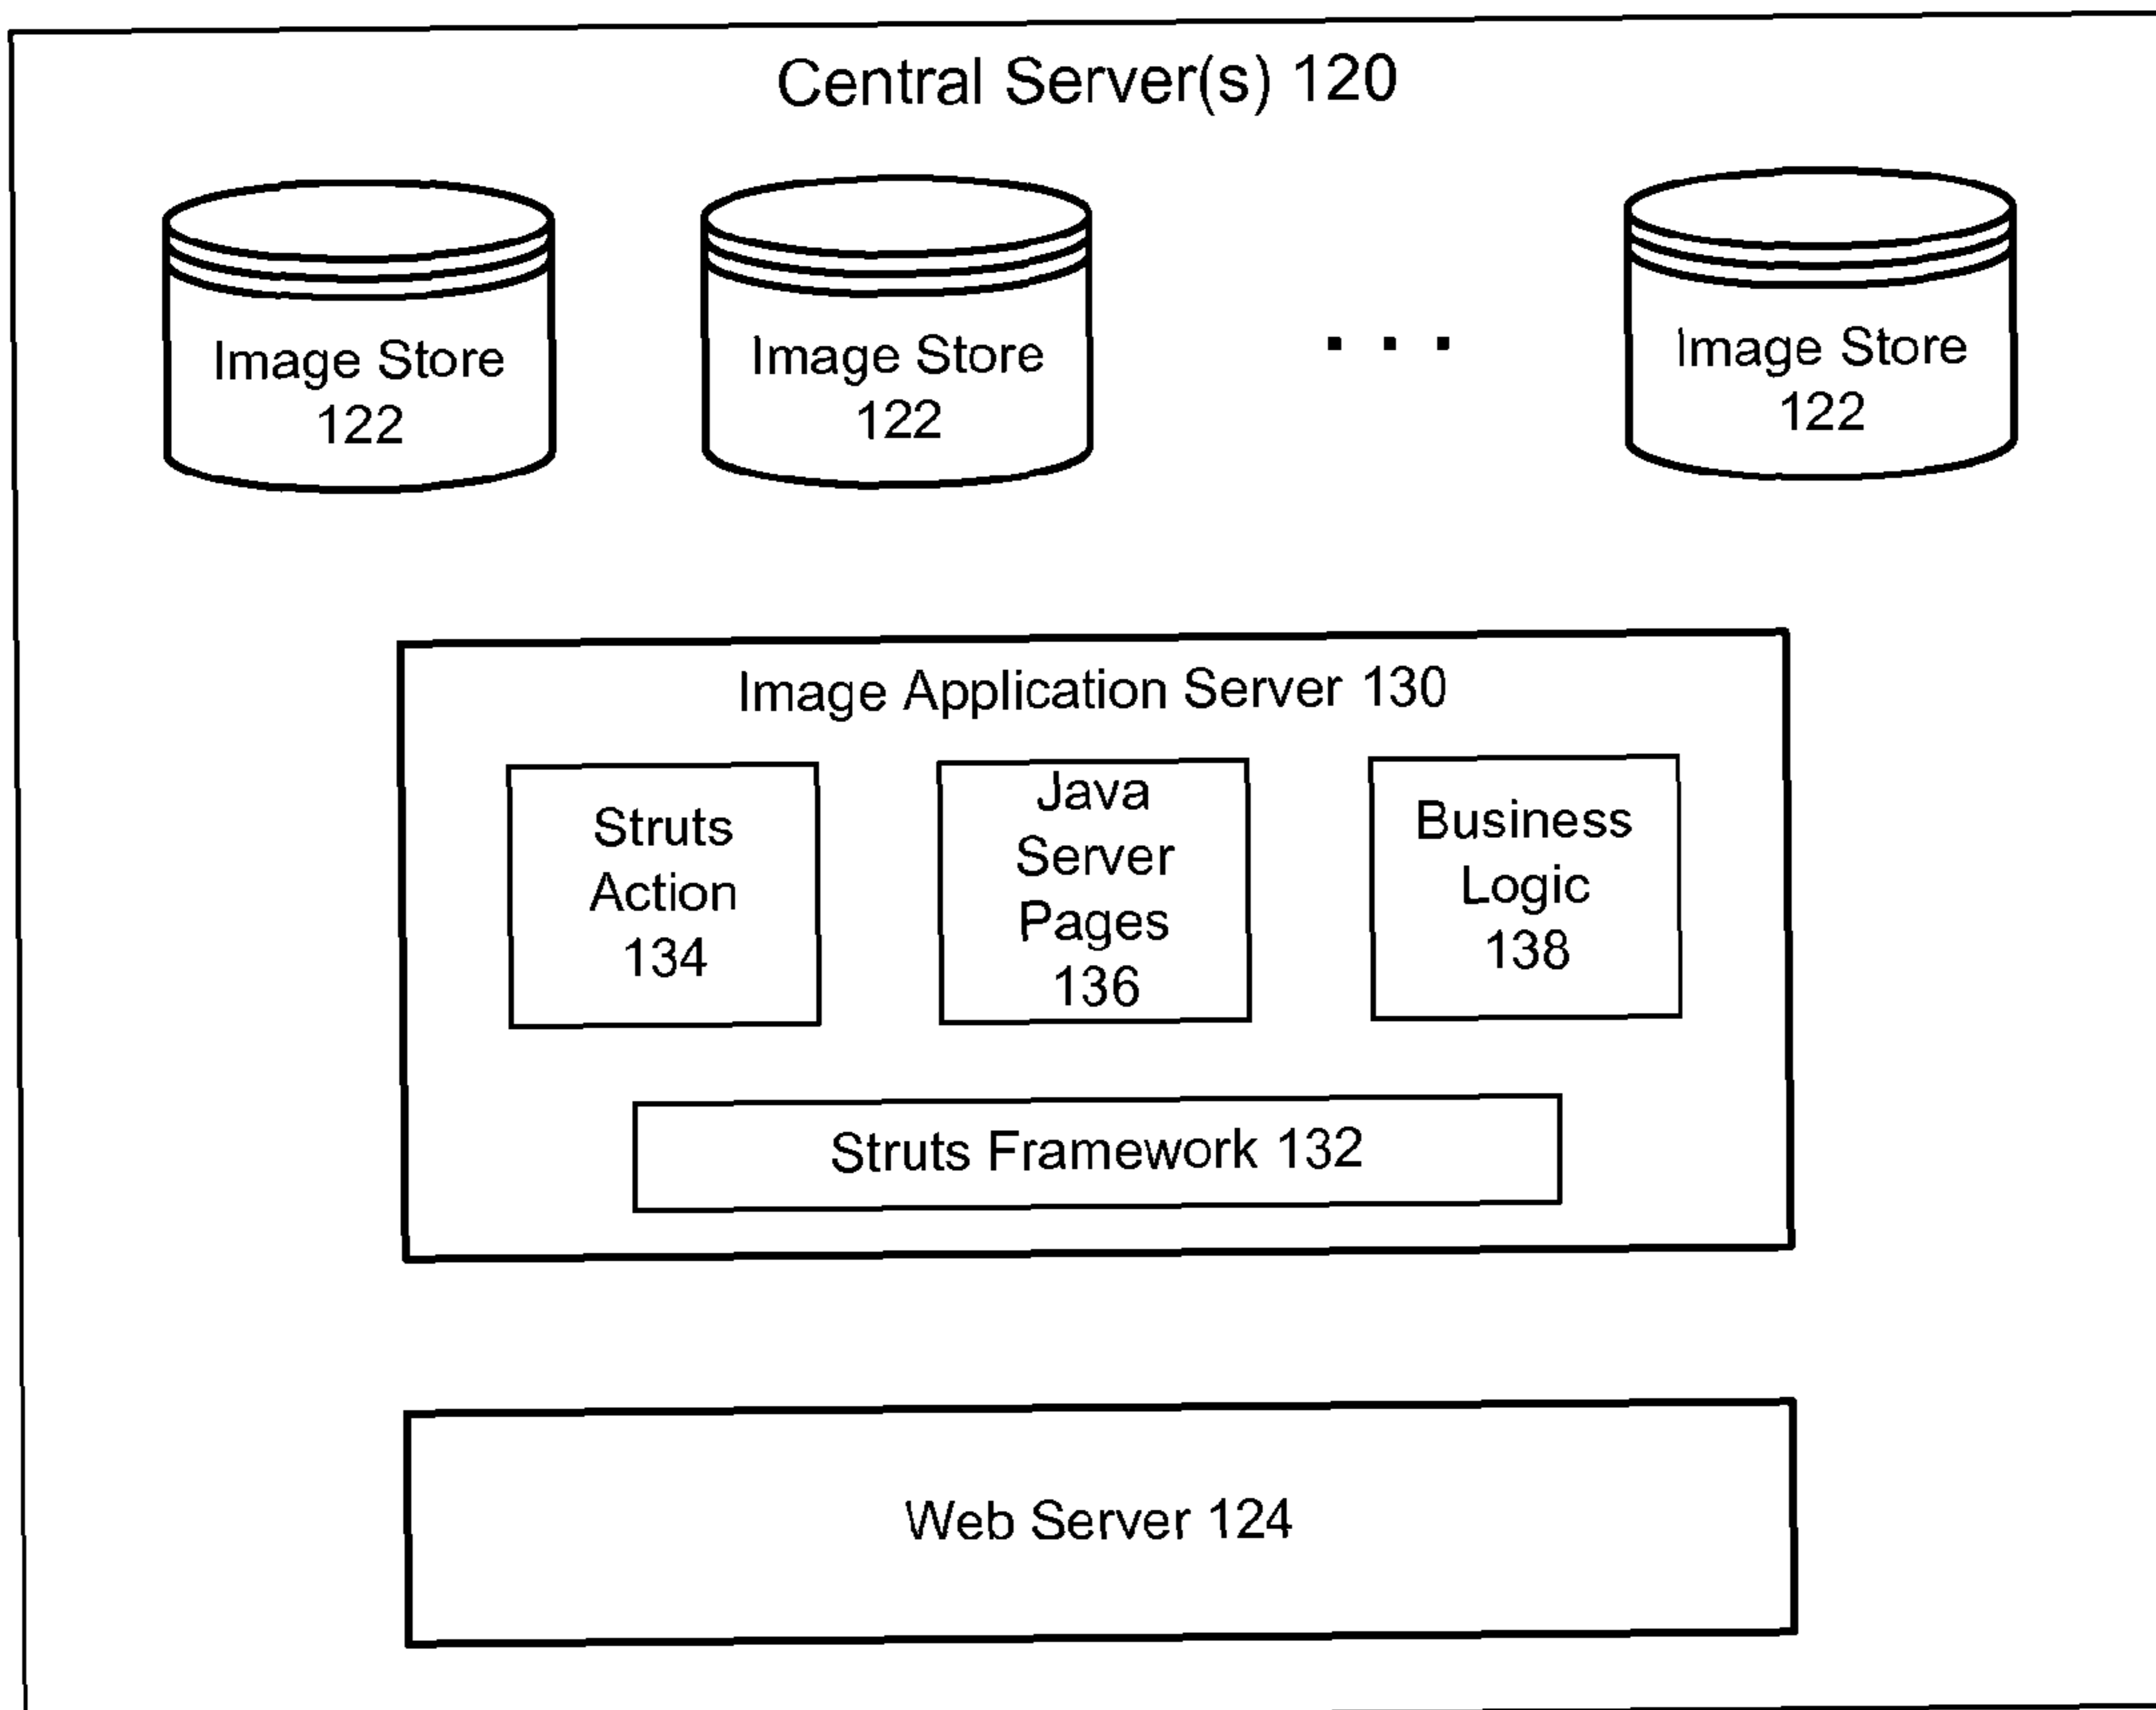 Central Server(s) 120
Image Store
122
Image Store
122
. . .
Image Store
122
Image Application Server 130
Struts
Action
134
Java
Server
Pages
136
Business
Logic
138
Struts Framework 132
Web Server 124